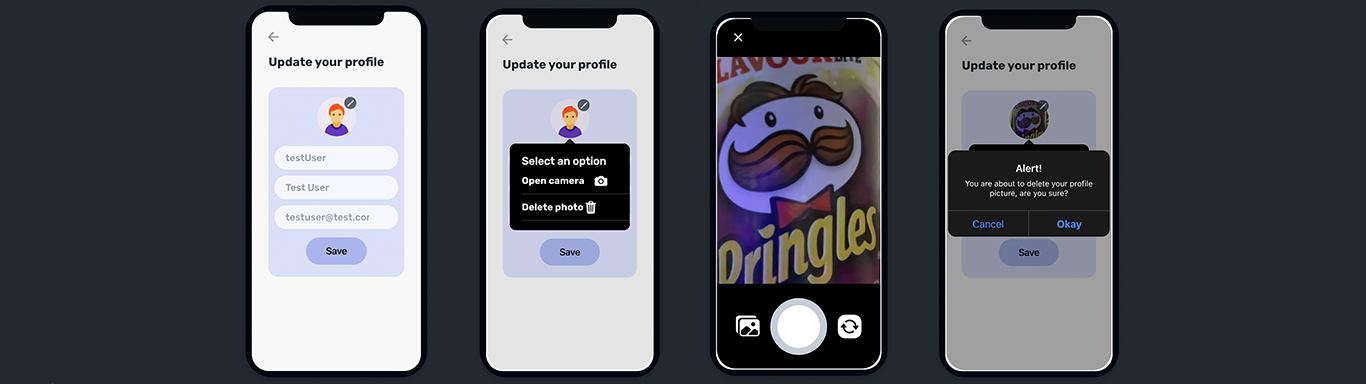 Update your profile
testUser
Test User
testuser@test.cor
Save
Update your profile
Select an option
Open camera
Delete photo
Save
LAVOUR
BITE
Pringles
Update your profile
Alert!
You are about to delete your profile
picture, are you sure?
Cancel
Okay
Save